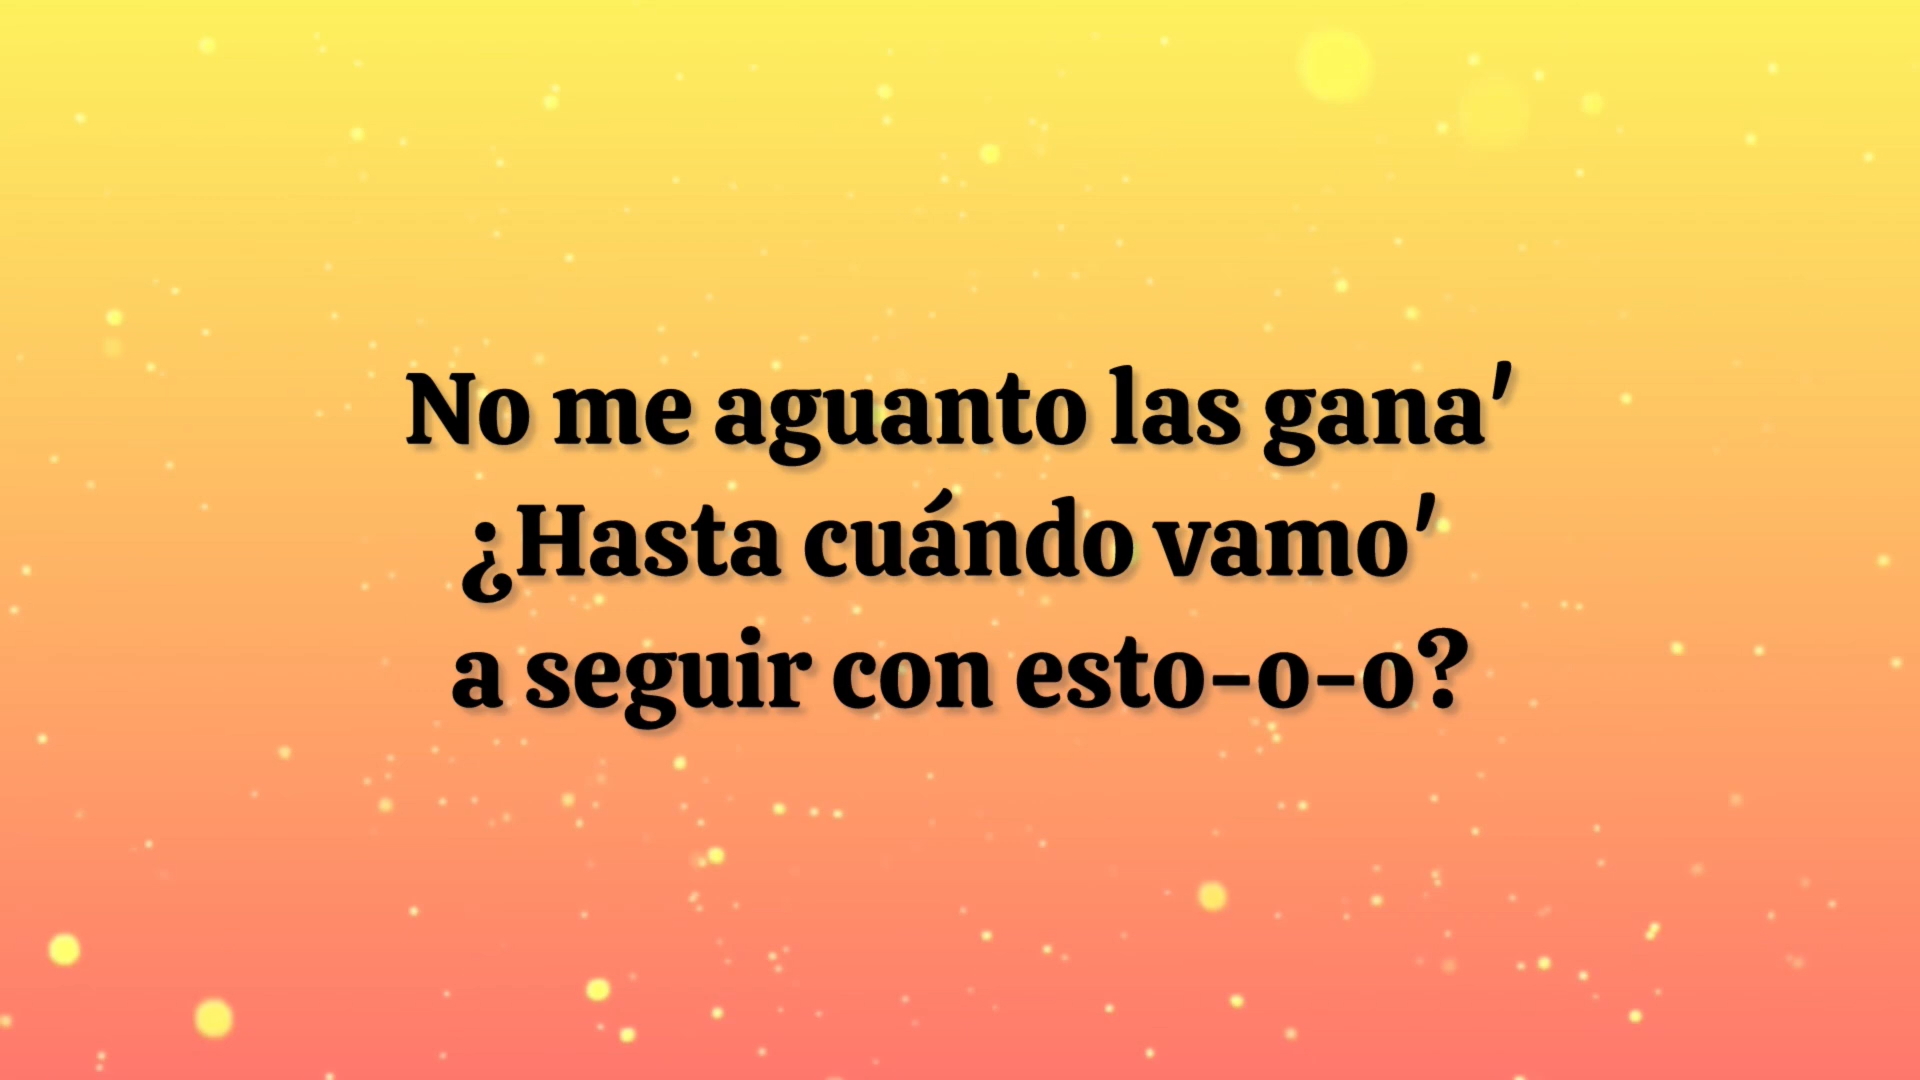 No me aguanto las gana'
¿Hasta cuándo vamo'
a seguir con esto-o-o?